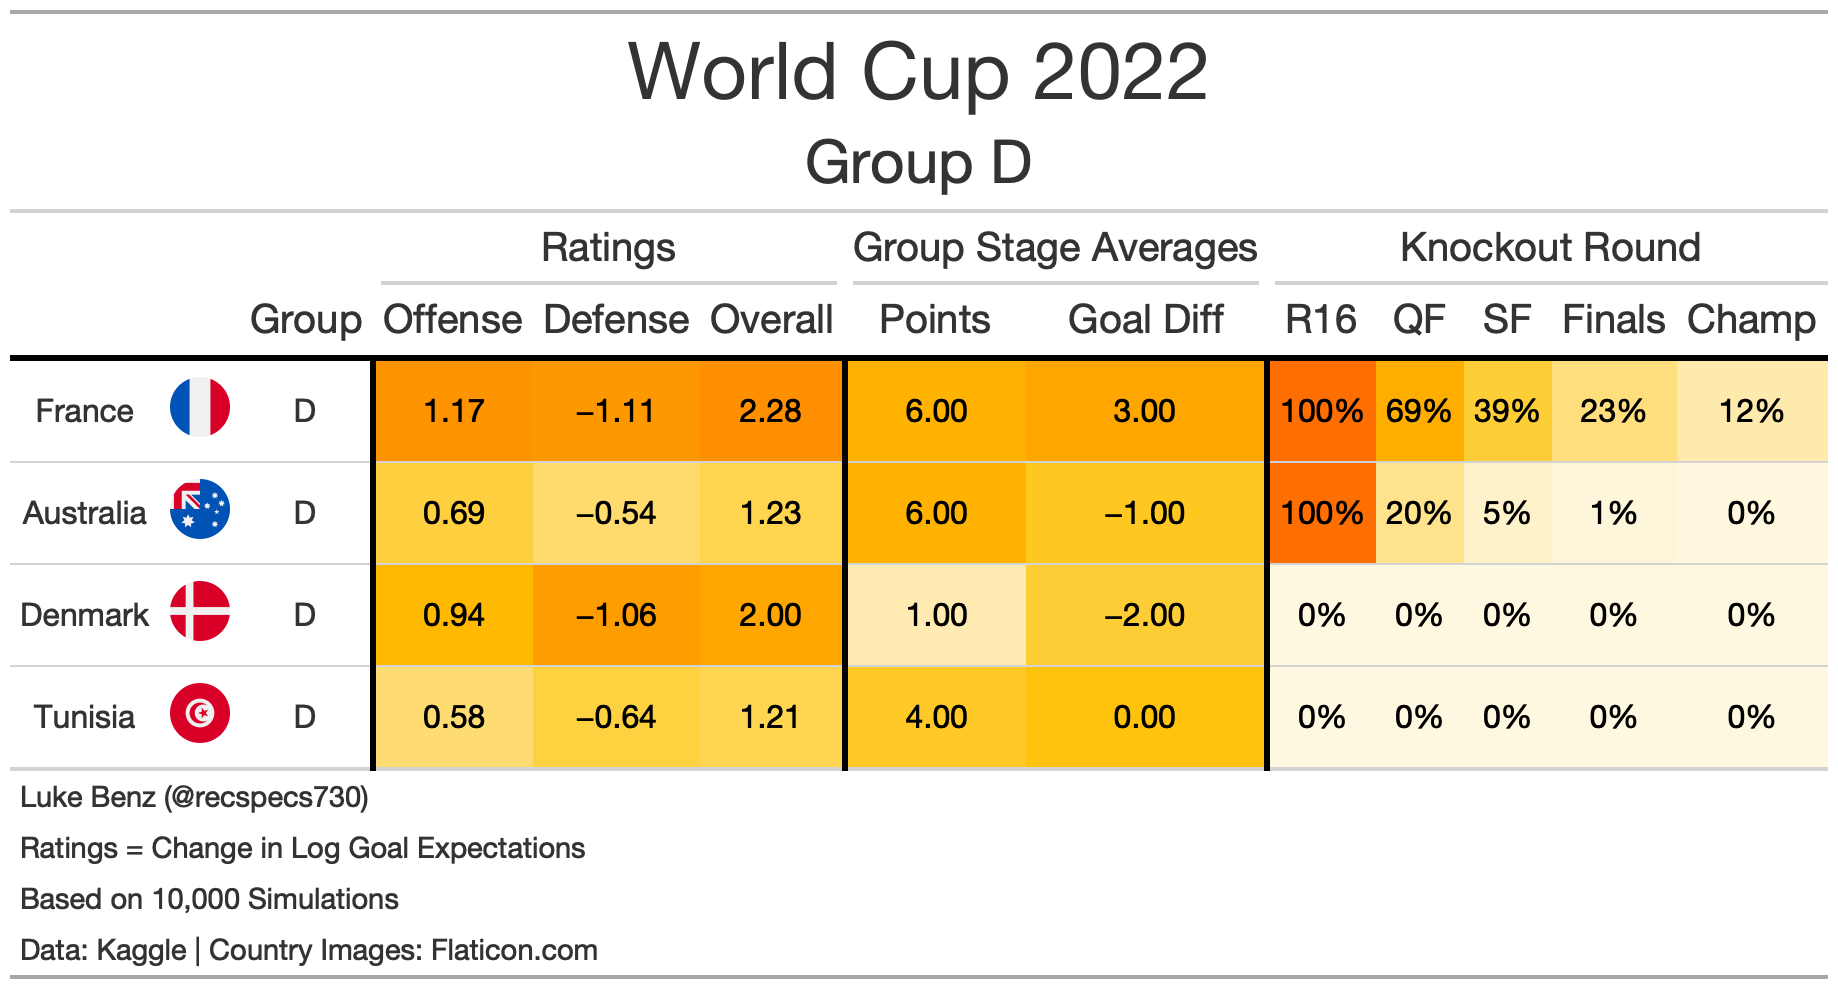 World Cup 2022
Group D
Ratings Group Stage Averages Knockout Round
Group Offense Defense Overall Points Goal Diff R16 QF SF Finals Champ
France D 1.17 −1.11 2.28 6.00 3.00 100% 69% 39% 23% 12%
Australia D 0.69 −0.54 1.23 6.00 −1.00 100% 20% 5% 1% 0%
Denmark D 0.94 −1.06 2.00 1.00 −2.00 0% 0% 0% 0% 0%
Tunisia D 0.58 −0.64 1.21 4.00 0.00 0% 0% 0% 0% 0%
Luke Benz (@recspecs730)
Ratings = Change in Log Goal Expectations
Based on 10,000 Simulations
Data: Kaggle | Country Images: Flaticon.com